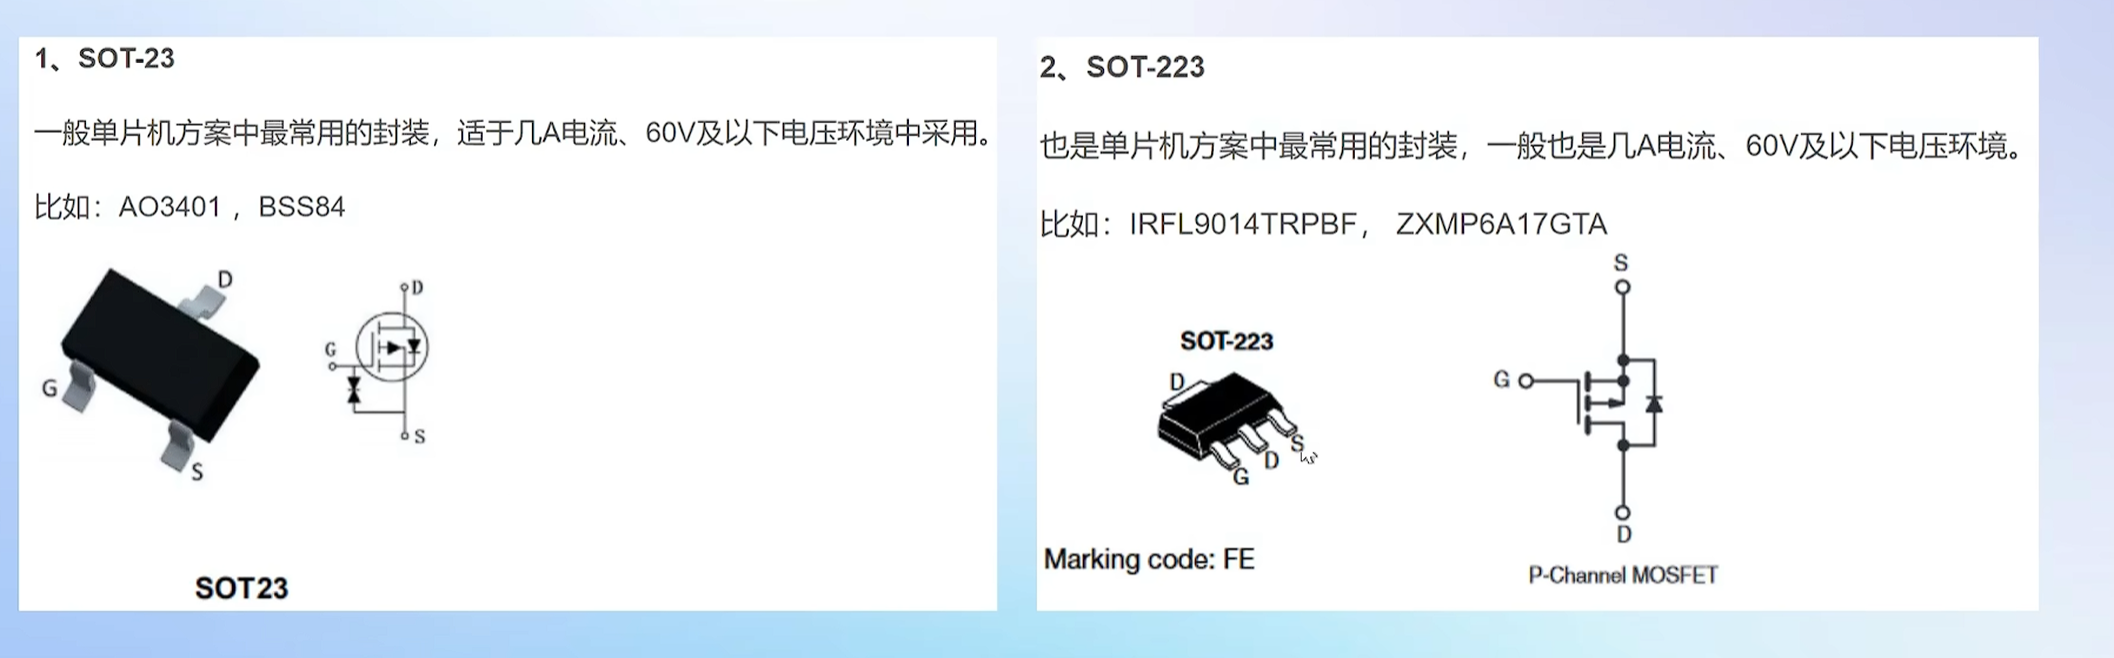 1、SOT-23
一般单片机方案中最常用的封装，适于几A电流、60V及以下电压环境中采用。
比如：AO3401 ，BSS84
D
G
S
D
G
S
SOT23
2、SOT-223
也是单片机方案中最常用的封装，一般也是几A电流、60V及以下电压环境。
比如：IRFL9014TRPBF， ZXMP6A17GTA
SOT-223
D
G
D
S
Marking code: FE
S
G
D
P-Channel MOSFET